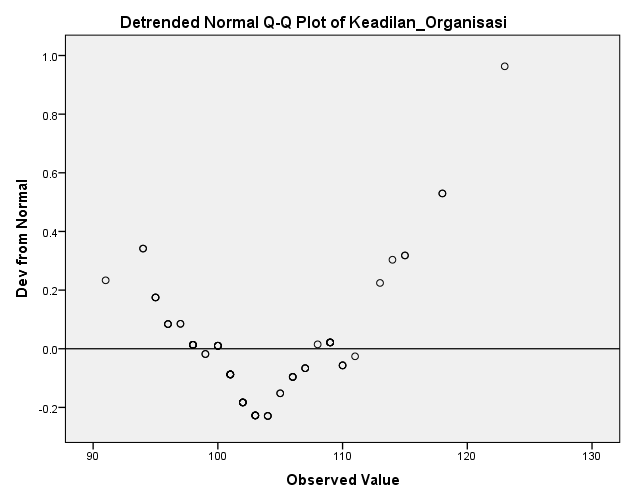 Detrended Normal Q-Q Plot of Keadilan_Organisasi
Dev from Normal
1.0
0.8
0.6
0.4
0.2
0.0
-0.2
90 100 110 120 130
Observed Value